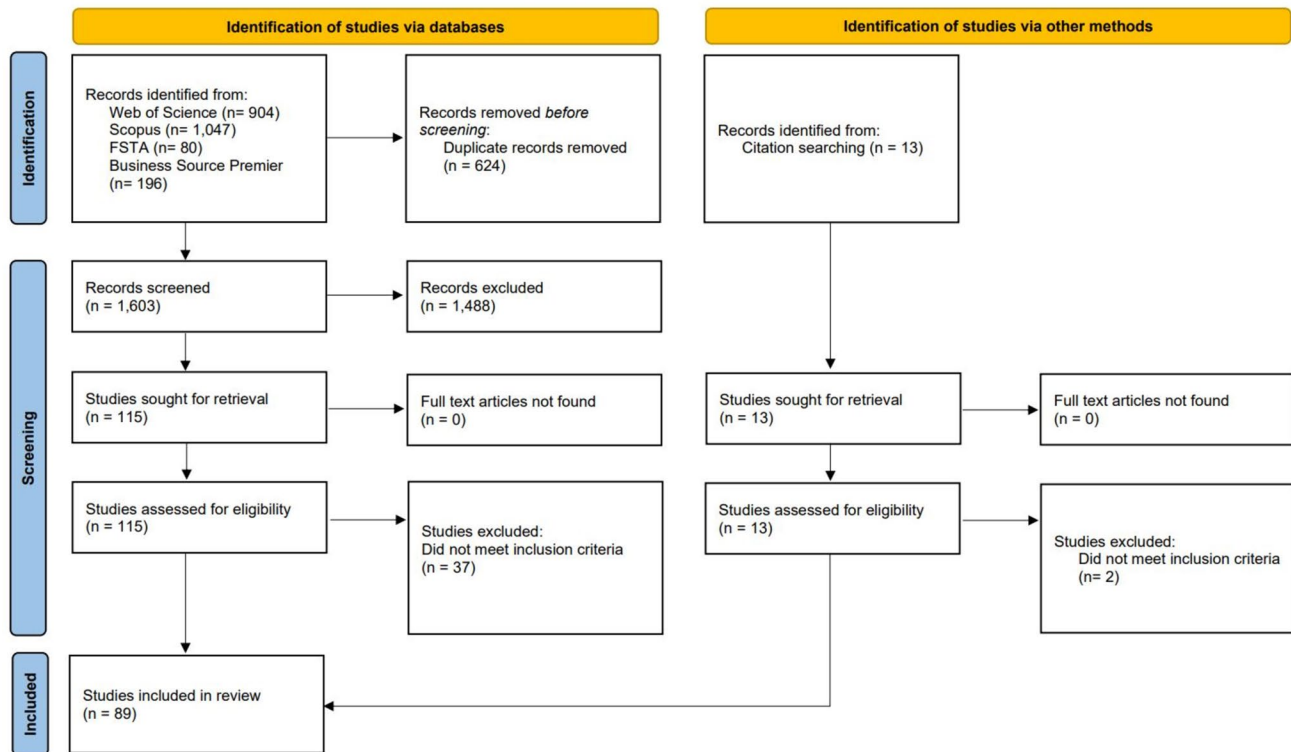 Identification of studies via databases
Identification of studies via other methods
Identification
Records identified from:
Web of Science (n= 904)
Scopus (n= 1,047)
FSTA (n= 80)
Business Source Premier
(n= 196)
Records removed before
screening:
Duplicate records removed
(n = 624)
Records identified from:
Citation searching (n = 13)
Screening
Records screened
(n = 1,603)
Records excluded
(n = 1,488)
Studies sought for retrieval
(n = 115)
Full text articles not found
(n = 0)
Studies sought for retrieval
(n = 13)
Full text articles not found
(n = 0)
Studies assessed for eligibility
(n = 115)
Studies excluded:
Did not meet inclusion criteria
(n = 37)
Studies assessed for eligibility
(n = 13)
Studies excluded:
Did not meet inclusion criteria
(n= 2)
Included
Studies included in review
(n = 89)